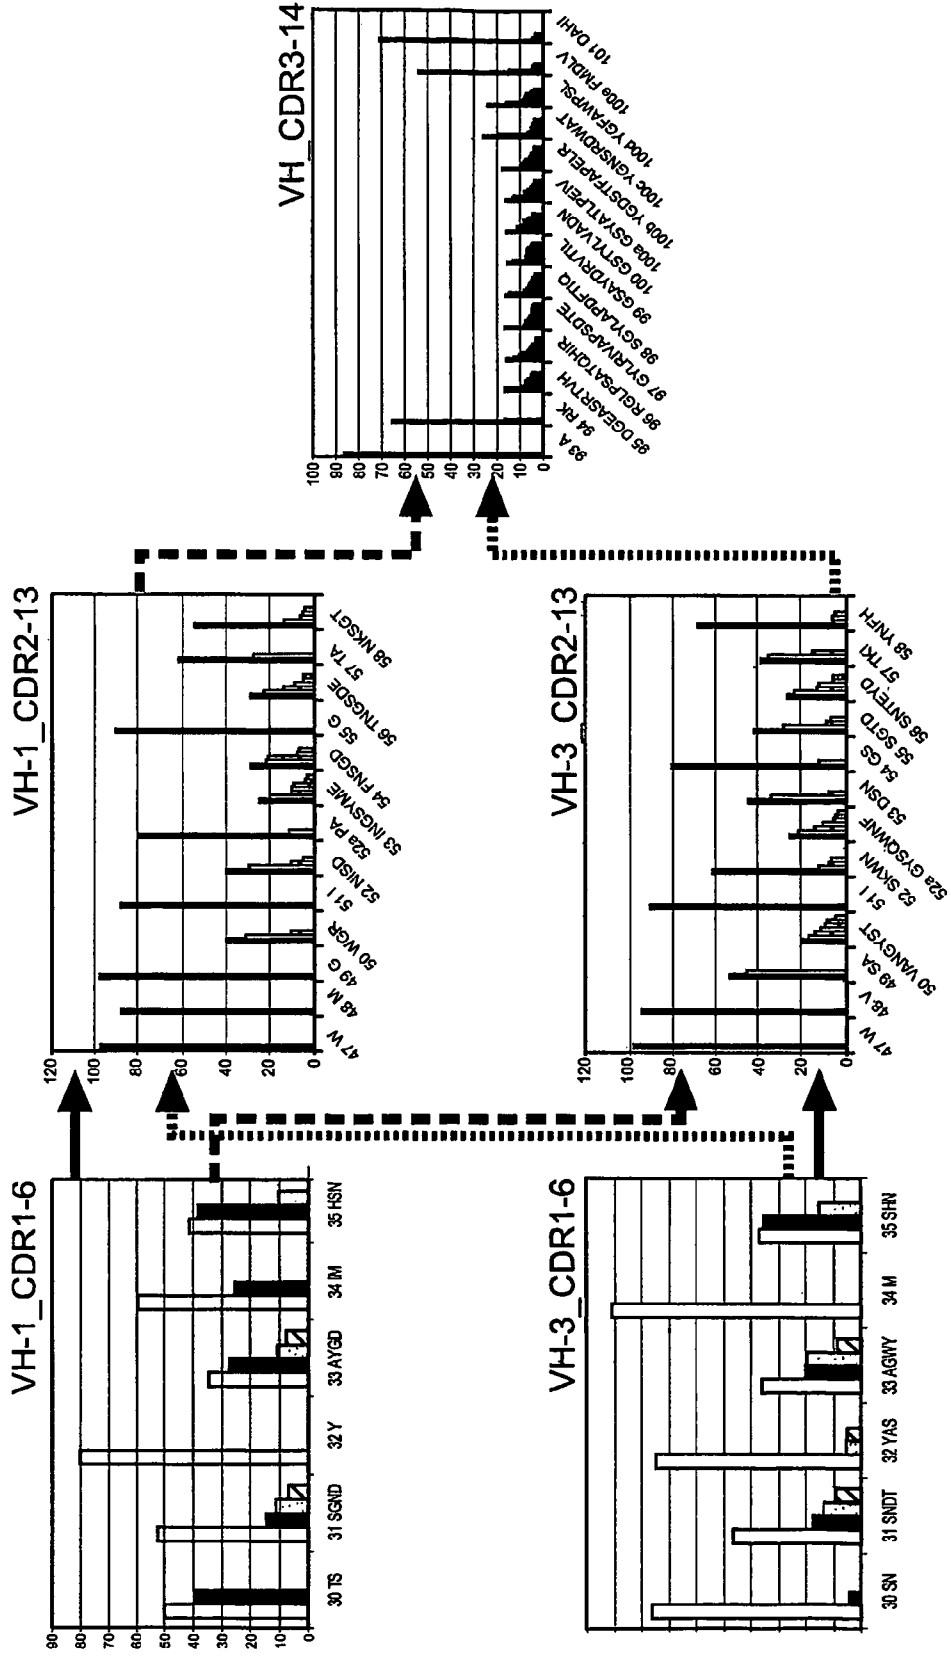 VH-1_CDR1-6
90
80
70
60
50
40
30
20
10
0
30 TS
31 SGND
32 Y
33 AYGD
34 IM
35 HSN
VH-3_CDR1-6
30 SN
31 SNDT
32 YAS
33 AGWY
34 M
35 SHN
VH-1_CDR2-13
120
100
80
60
40
20
0
47 W
48 M
49 G
50 WGR
51 I
52 NISD
52a PA
53 INGSYME
54 FNSGD
55 G
56 TNGSDE
57 TA
58 NKSGT
VH-3_CDR2-13
120
100
80
60
40
20
0
47 W
48 V
49 SA
50 VANGYST
51 I
52 SKWN
52a GYSQWNF
53 DSN
54 GS
55 SGTD
56 SNTEYD
57 TKI
58 YNFH
VH_CDR3-14
100
90
80
70
60
50
40
30
20
10
0
93 A
94 RK
95 DGEASRTVH
96 RGLPSATQHIR
97 GYLRIVAPSDTE
98 SGYLAPDFTIQ
99 GSAYDRVTIL
100 GSTYLVADN
100a GSYATLPEIV
100b YGDSTFAPELR
100c YGNSRDWAT
100d YGFAWPSL
100e FMDLV
101 DAHI